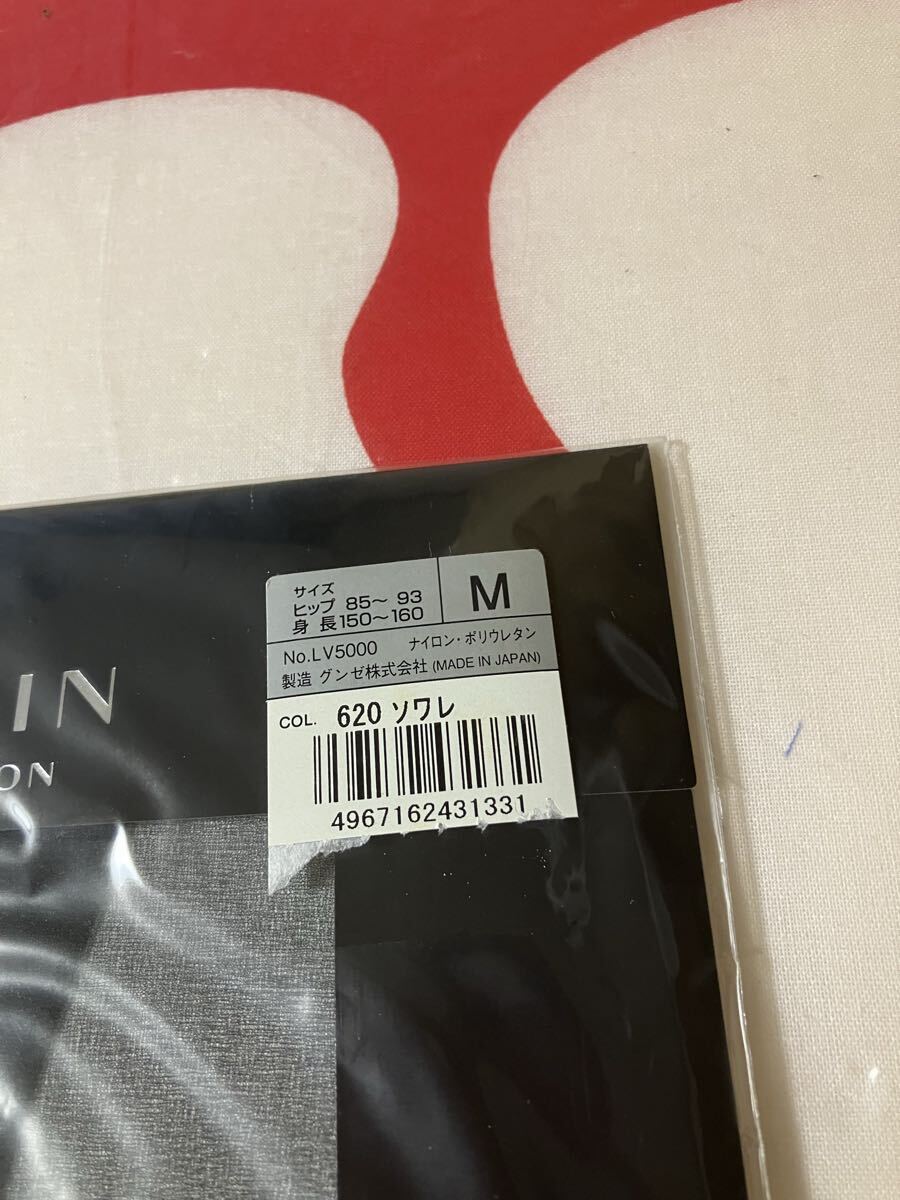 サイズ
ヒップ 85〜 93
身 長150〜160
M
No.LV5000 ナイロン・ポリウレタン
製造 グンゼ株式会社 (MADE IN JAPAN)
COL. 620 ソワレ
4967162431331
IN
ON